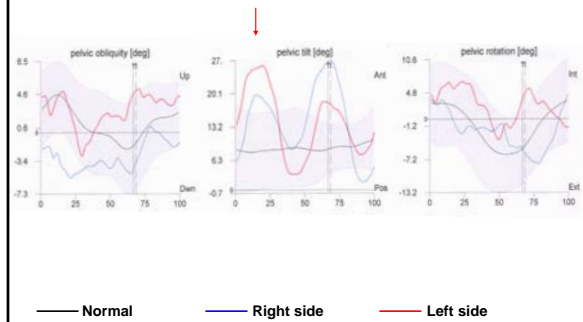 pelvic obliquity [deg]
8.5
4.6
0.6
-3.4
-7.3
Up
Dwn
0 25 50 75 100
pelvic tilt [deg]
27.
20.1
13.2
6.3
-0.7
Ant
Pos
0 25 50 75 100
pelvic rotation [deg]
10.8
4.8
-1.2
-7.2
-13.2
Int
Ext
0 25 50 75 100
Normal Right side Left side